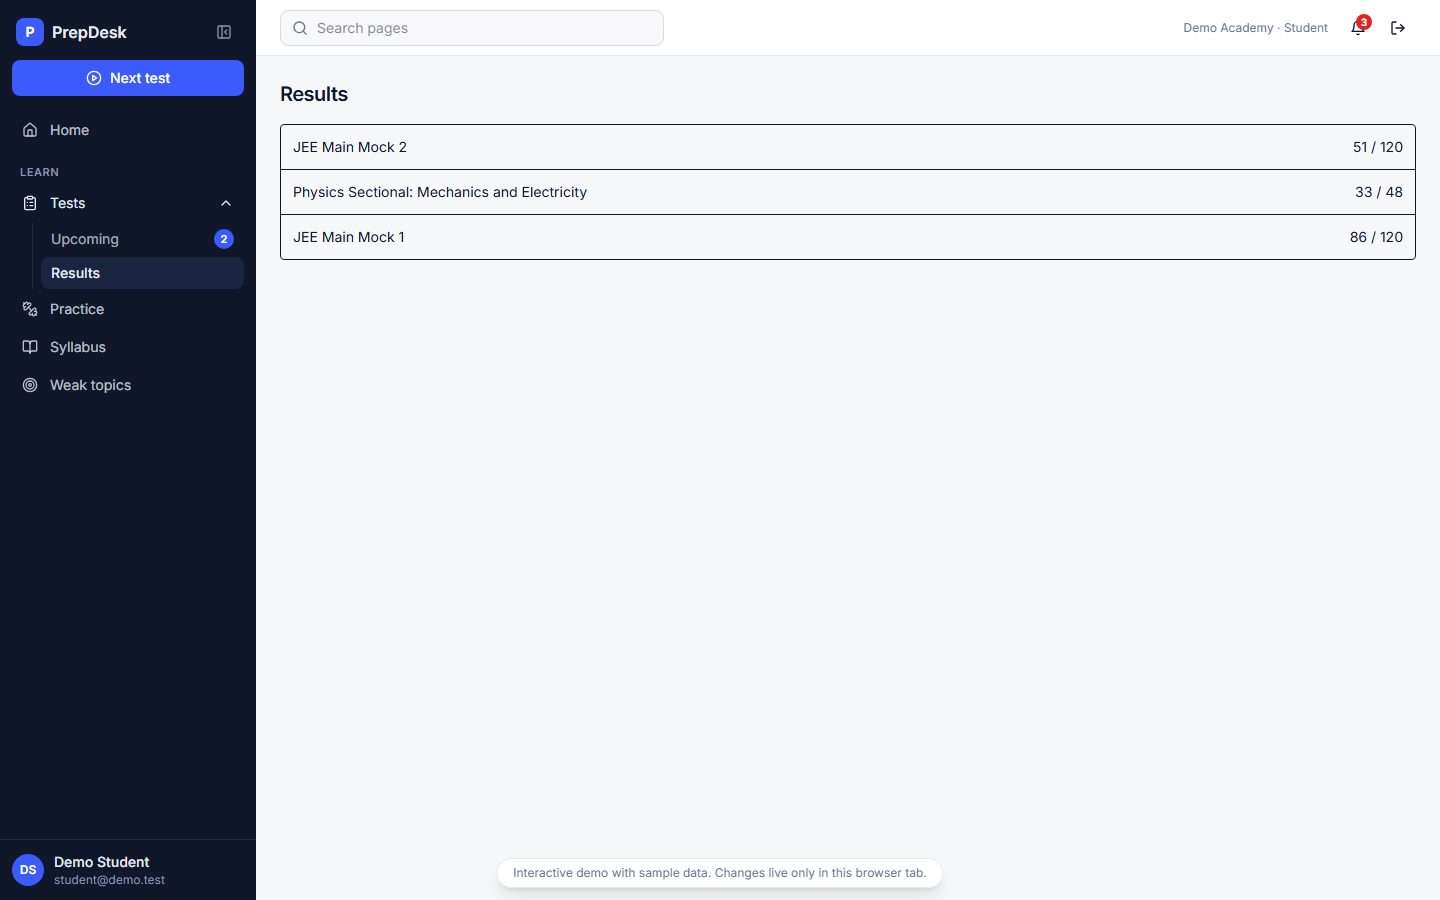 P PrepDesk
Next test
Home
LEARN
Tests
Upcoming 2
Results
Practice
Syllabus
Weak topics
DS Demo Student
student@demo.test
Search pages
Demo Academy · Student 3
Results
JEE Main Mock 2 51 / 120
Physics Sectional: Mechanics and Electricity 33 / 48
JEE Main Mock 1 86 / 120
Interactive demo with sample data. Changes live only in this browser tab.